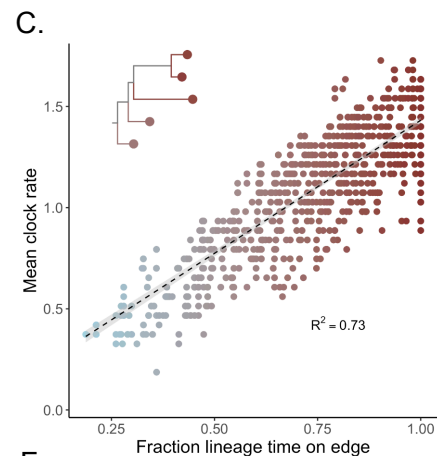 C.
1.5
1.0
0.5
0.0
Mean clock rate
R² = 0.73
0.25 0.50 0.75 1.00
Fraction lineage time on edge